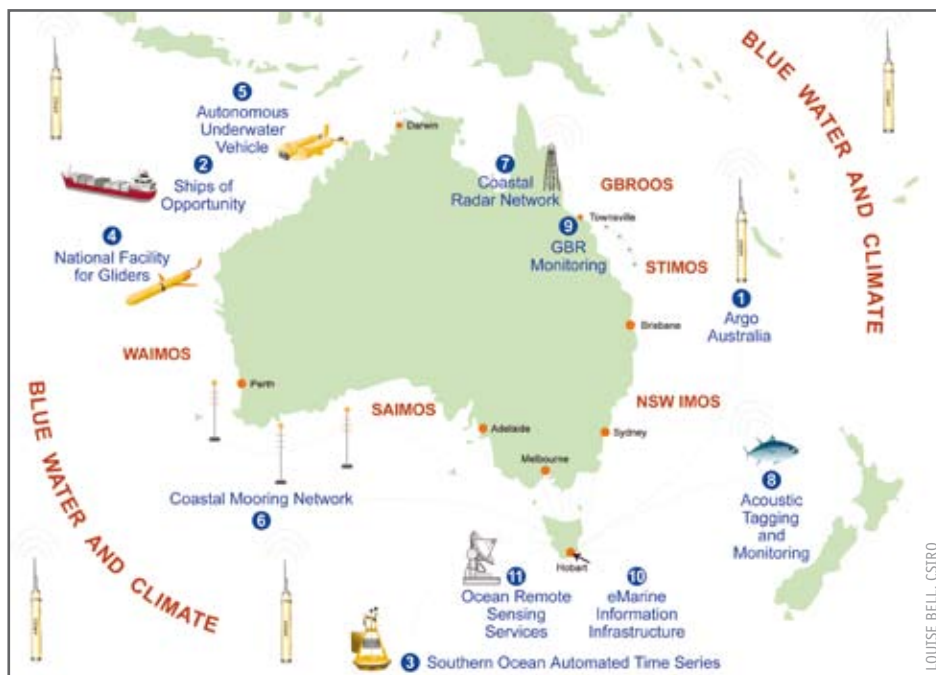 BLUE WATER AND CLIMATE
5
Autonomous
Underwater
Vehicle
Darwin
2
Ships of
Opportunity
7
Coastal
Radar Network
GBROOS
Townsville
4
National Facility
for Gliders
9
GBR
Monitoring
STIMOS
1
Argo
Australia
Brisbane
WAIMOS
Perth
SAIMOS
NSW IMOS
Adelaide
Sydney
Melbourne
Coastal Mooring Network
6
8
Acoustic
Tagging
and
Monitoring
BLUE WATER AND CLIMATE
Hobart
11
Ocean Remote
Sensing
Services
10
eMarine
Information
Infrastructure
3 Southern Ocean Automated Time Series
LOUISE BELL, CSIRO